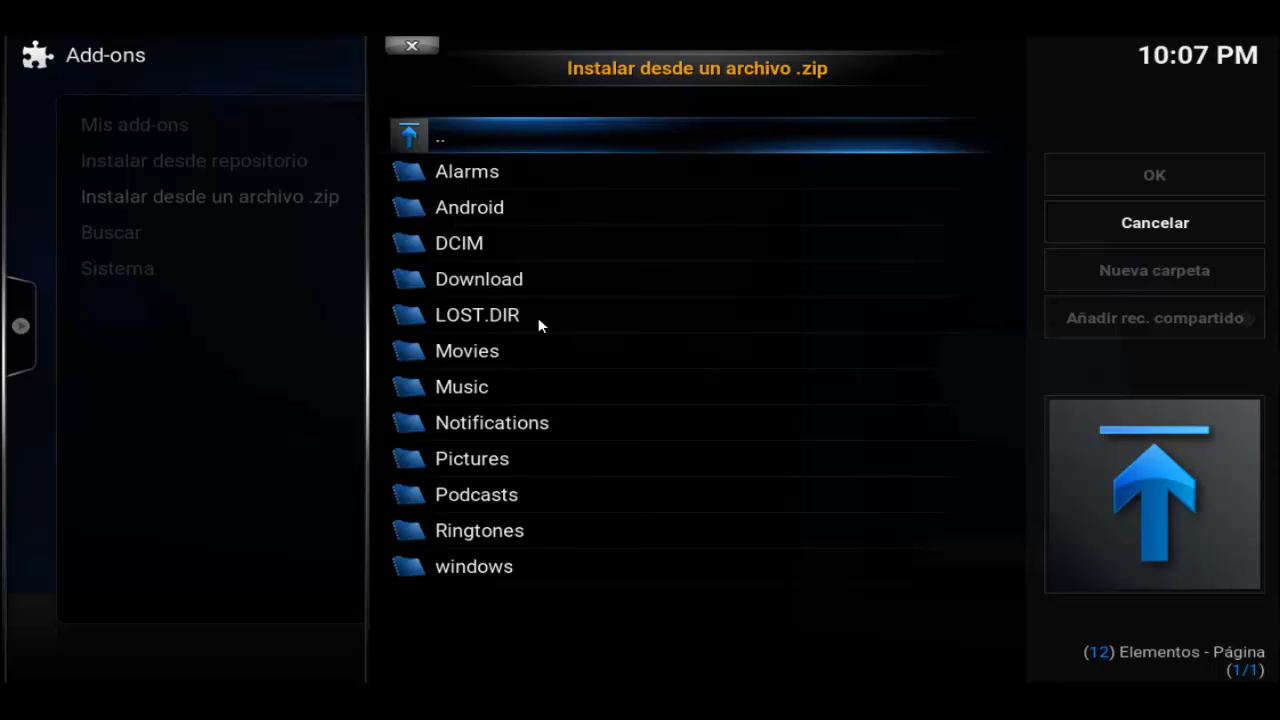 Add-ons
Mis add-ons
Instalar desde repositorio
Instalar desde un archivo .zip
Buscar
Sistema
Instalar desde un archivo .zip
..
Alarms
Android
DCIM
Download
LOST.DIR
Movies
Music
Notifications
Pictures
Podcasts
Ringtones
windows
10:07 PM
OK
Cancelar
Nueva carpeta
Añadir rec. compartido
(12) Elementos - Página
(1/1)